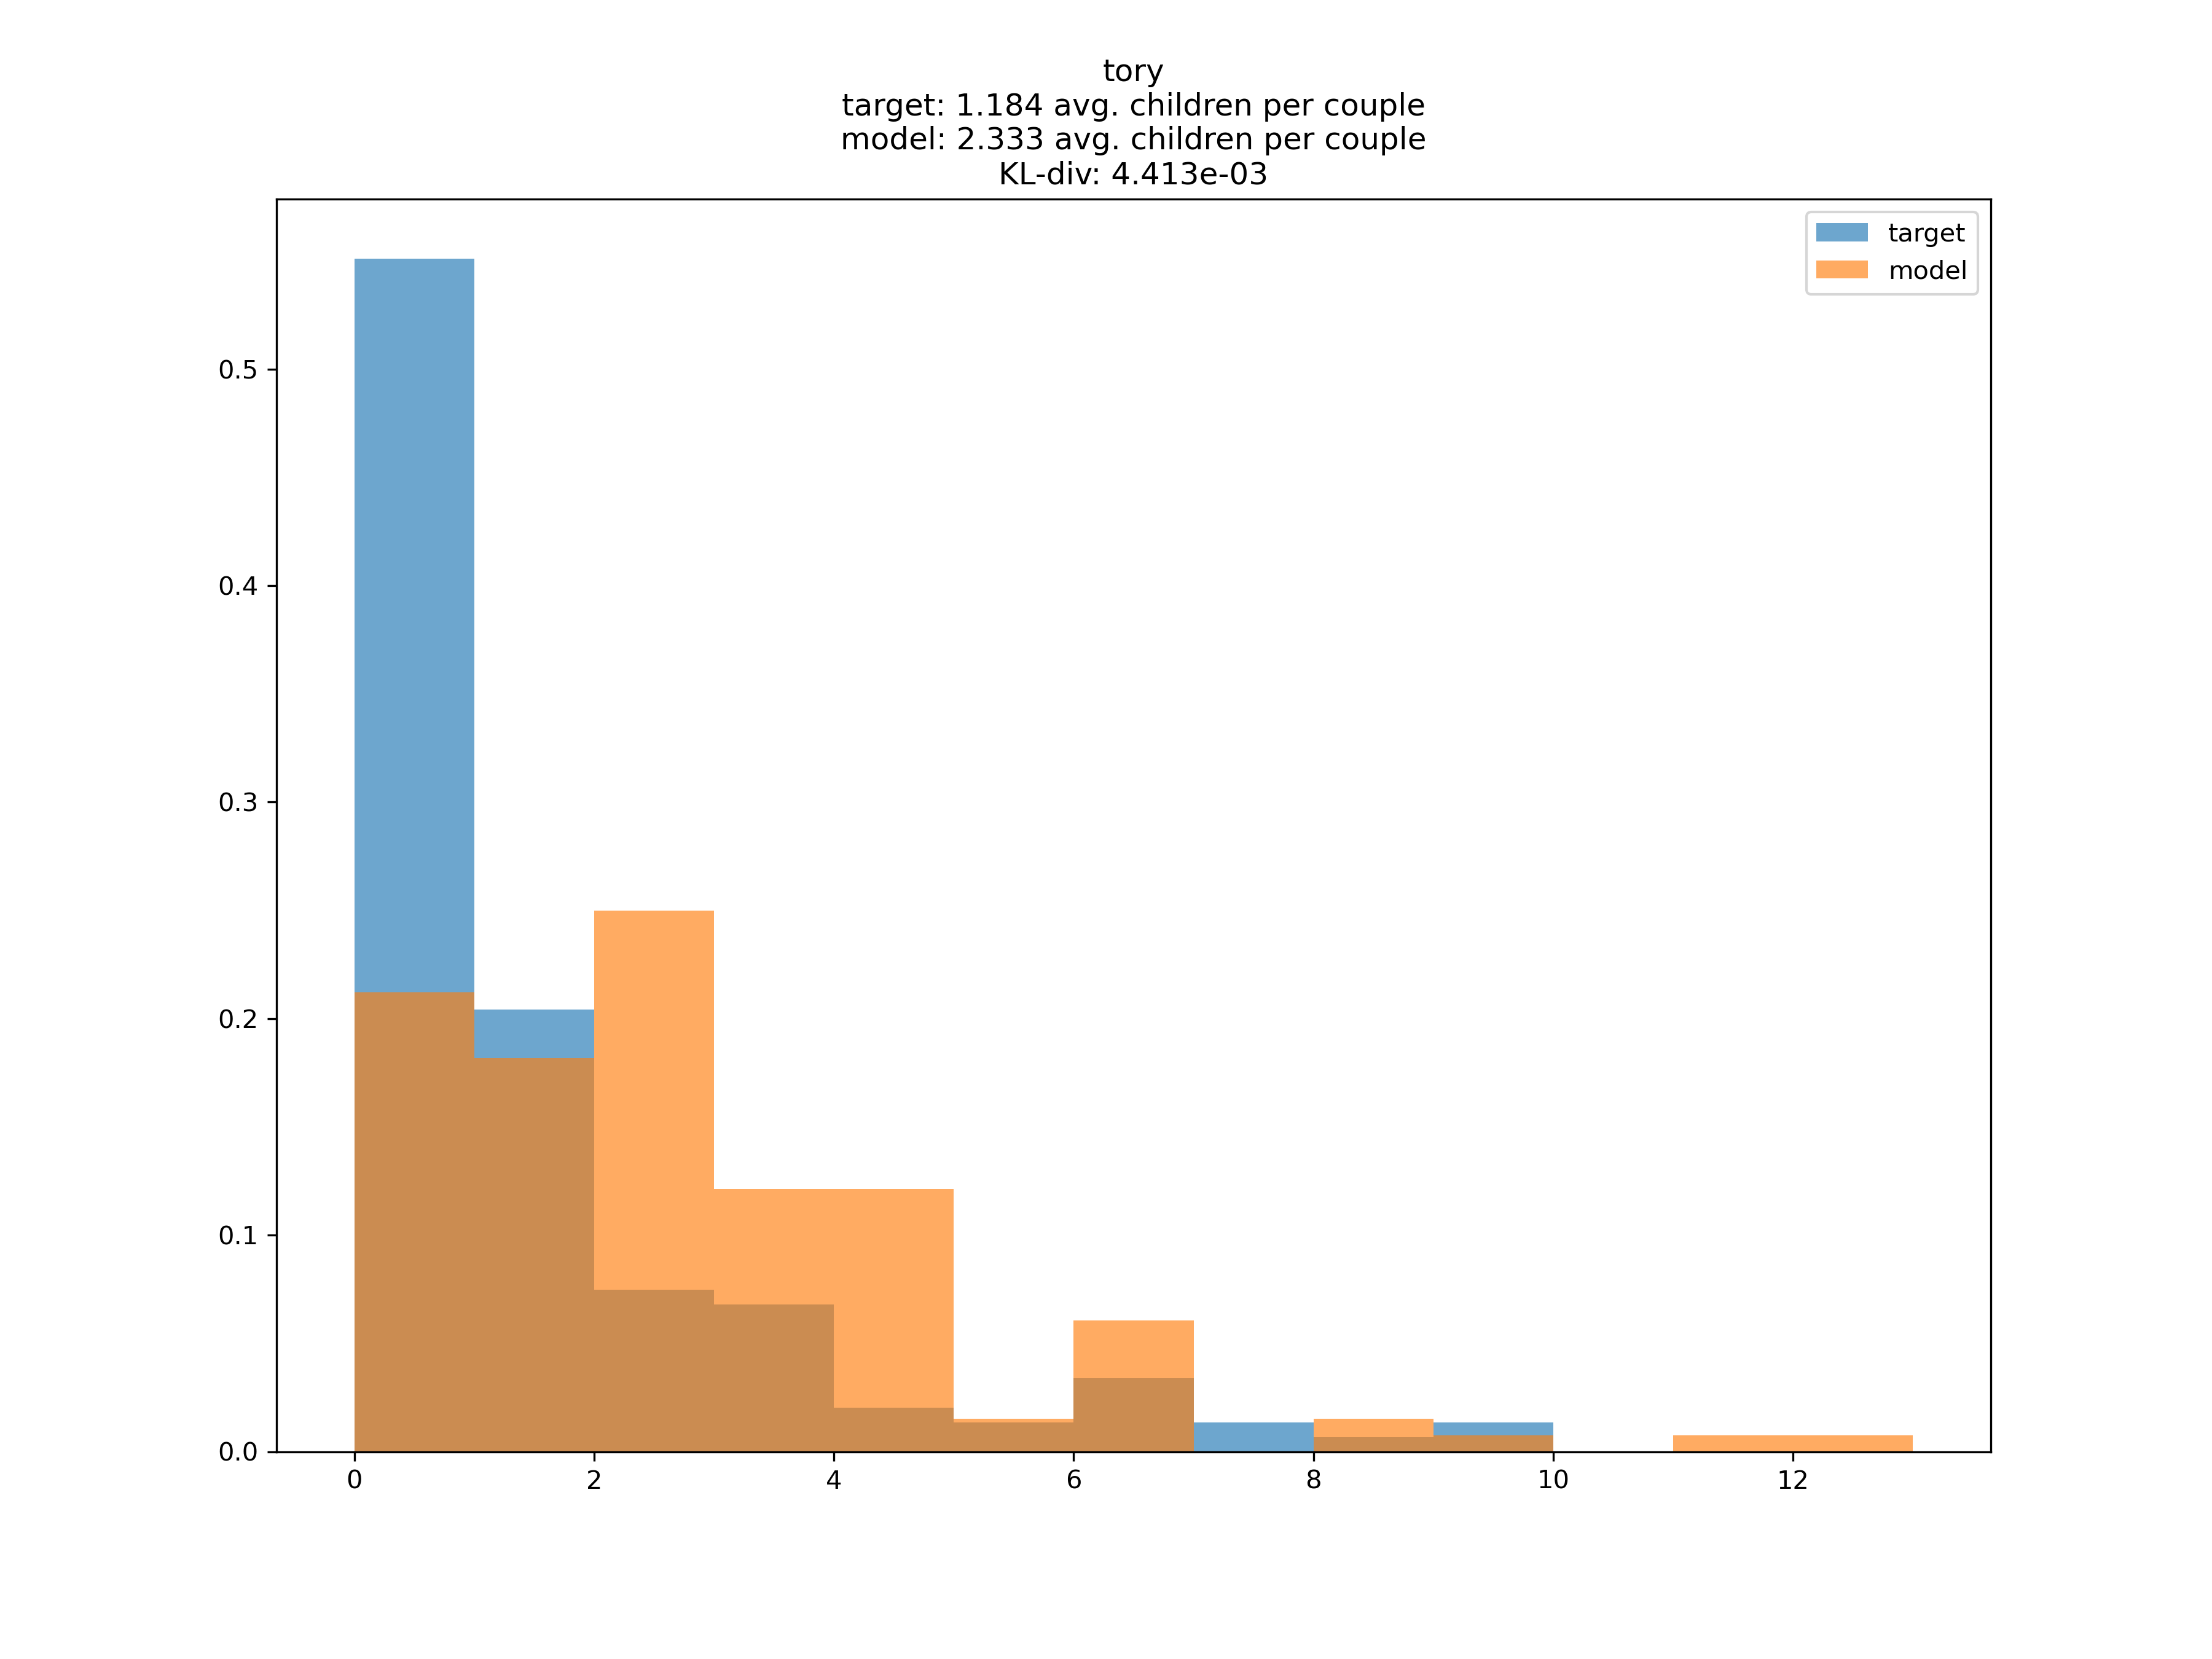 tory
target: 1.184 avg. children per couple
model: 2.333 avg. children per couple
KL-div: 4.413e-03
target
model
0.5
0.4
0.3
0.2
0.1
0.0
0 2 4 6 8 10 12